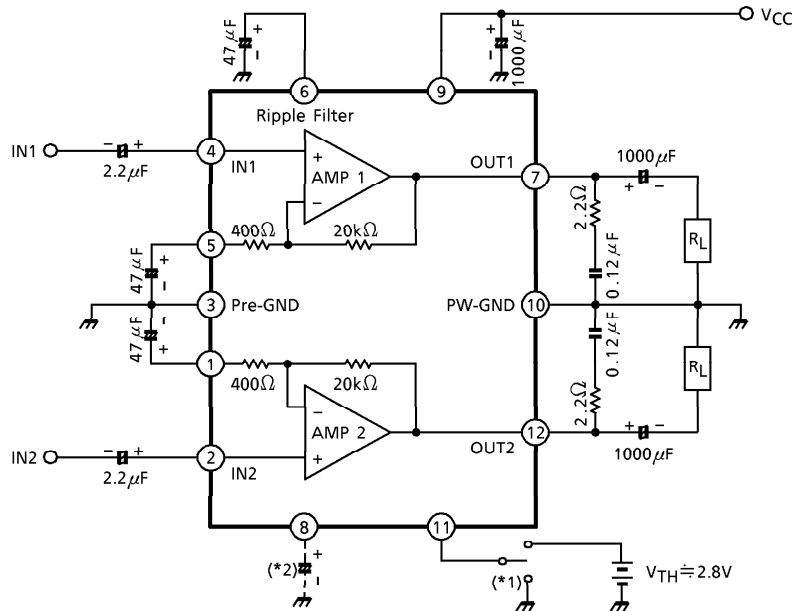 47μF
+
−
+
−
1000μF
VCC
6
9
Ripple Filter
IN1
− +
2.2μF
4
IN1
+
AMP 1
−
OUT1
7
1000μF
+ −
2.2Ω
0.12μF
RL
5
400Ω
20kΩ
47μF
+
−
3
Pre-GND
PW-GND
10
47μF
−
+
1
400Ω
20kΩ
0.12μF
2.2Ω
RL
−
AMP 2
+
IN2
− +
2.2μF
2
IN2
OUT2
12
+ −
1000μF
8
11
(*2)
+
−
(*1)
VTH≒2.8V